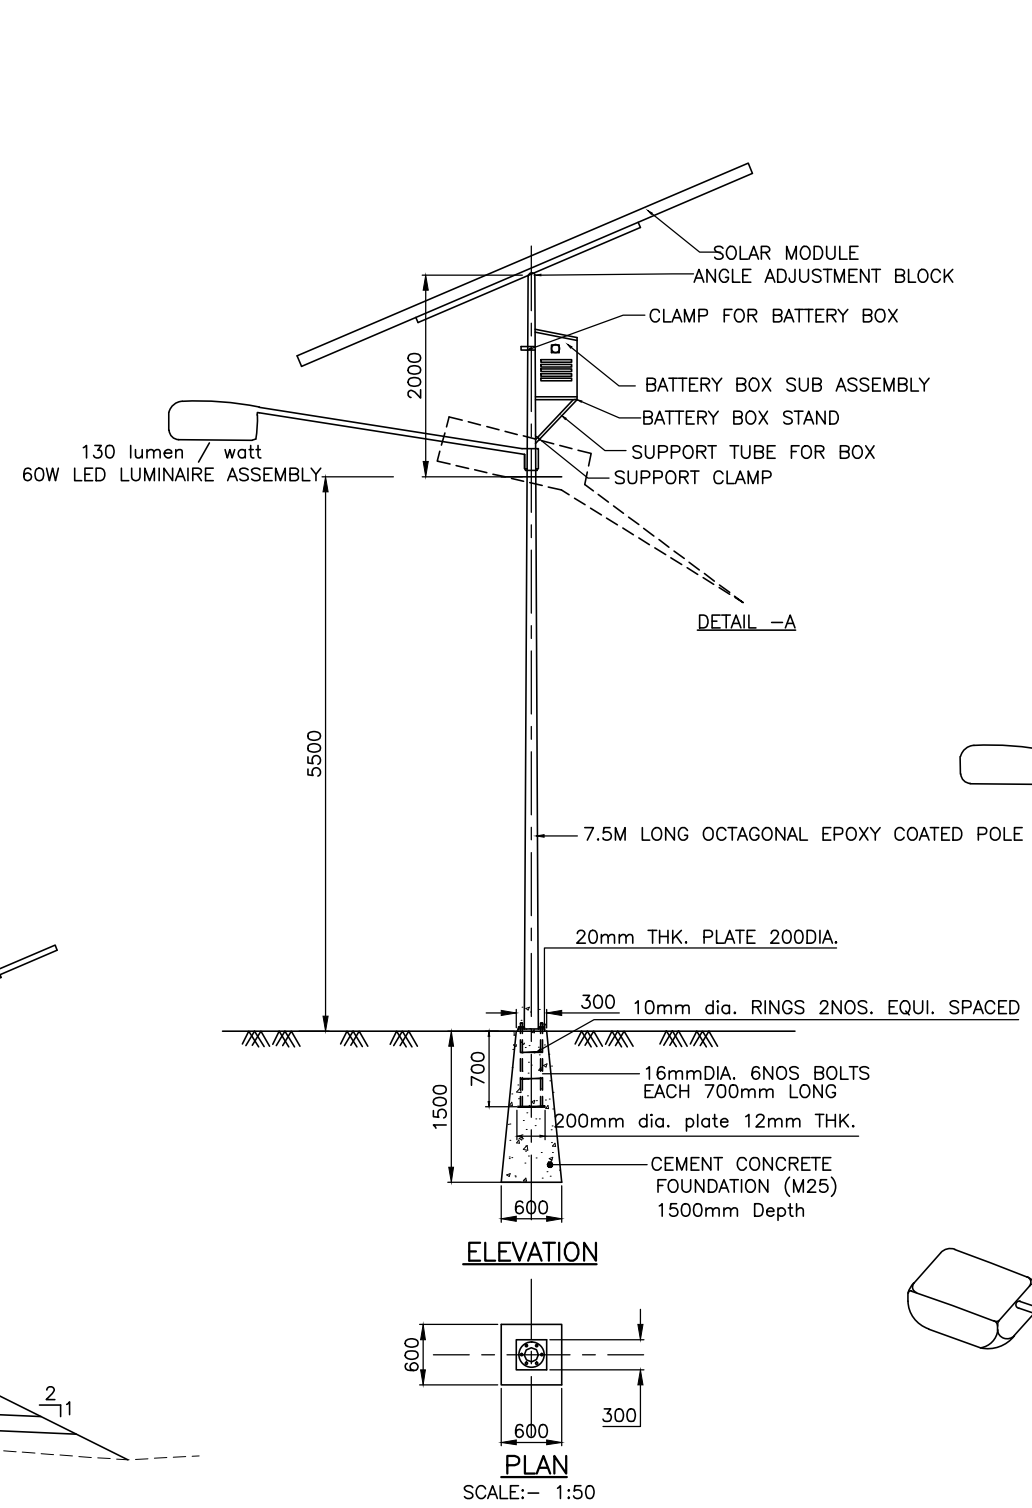 SOLAR MODULE
ANGLE ADJUSTMENT BLOCK
CLAMP FOR BATTERY BOX
2000
BATTERY BOX SUB ASSEMBLY
BATTERY BOX STAND
130 lumen / watt
SUPPORT TUBE FOR BOX
60W LED LUMINAIRE ASSEMBLY
SUPPORT CLAMP
DETAIL -A
5500
7.5M LONG OCTAGONAL EPOXY COATED POLE
20mm THK. PLATE 200DIA.
300
10mm dia. RINGS 2NOS. EQUI. SPACED
700
16mmDIA. 6NOS BOLTS
EACH 700mm LONG
1500
200mm dia. plate 12mm THK.
CEMENT CONCRETE
FOUNDATION (M25)
1500mm Depth
600
ELEVATION
600
2
1
300
600
PLAN
SCALE:- 1:50